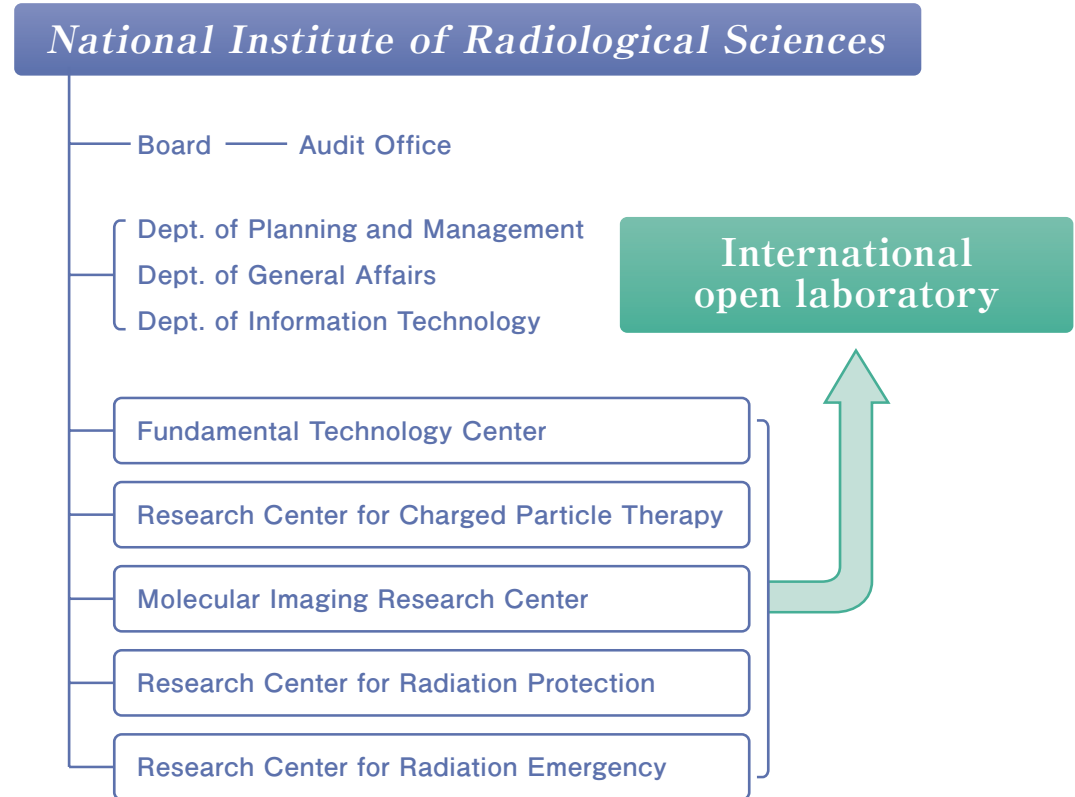 National Institute of Radiological Sciences
Board
Audit Office
Dept. of Planning and Management
Dept. of General Affairs
Dept. of Information Technology
International
open laboratory
Fundamental Technology Center
Research Center for Charged Particle Therapy
Molecular Imaging Research Center
Research Center for Radiation Protection
Research Center for Radiation Emergency